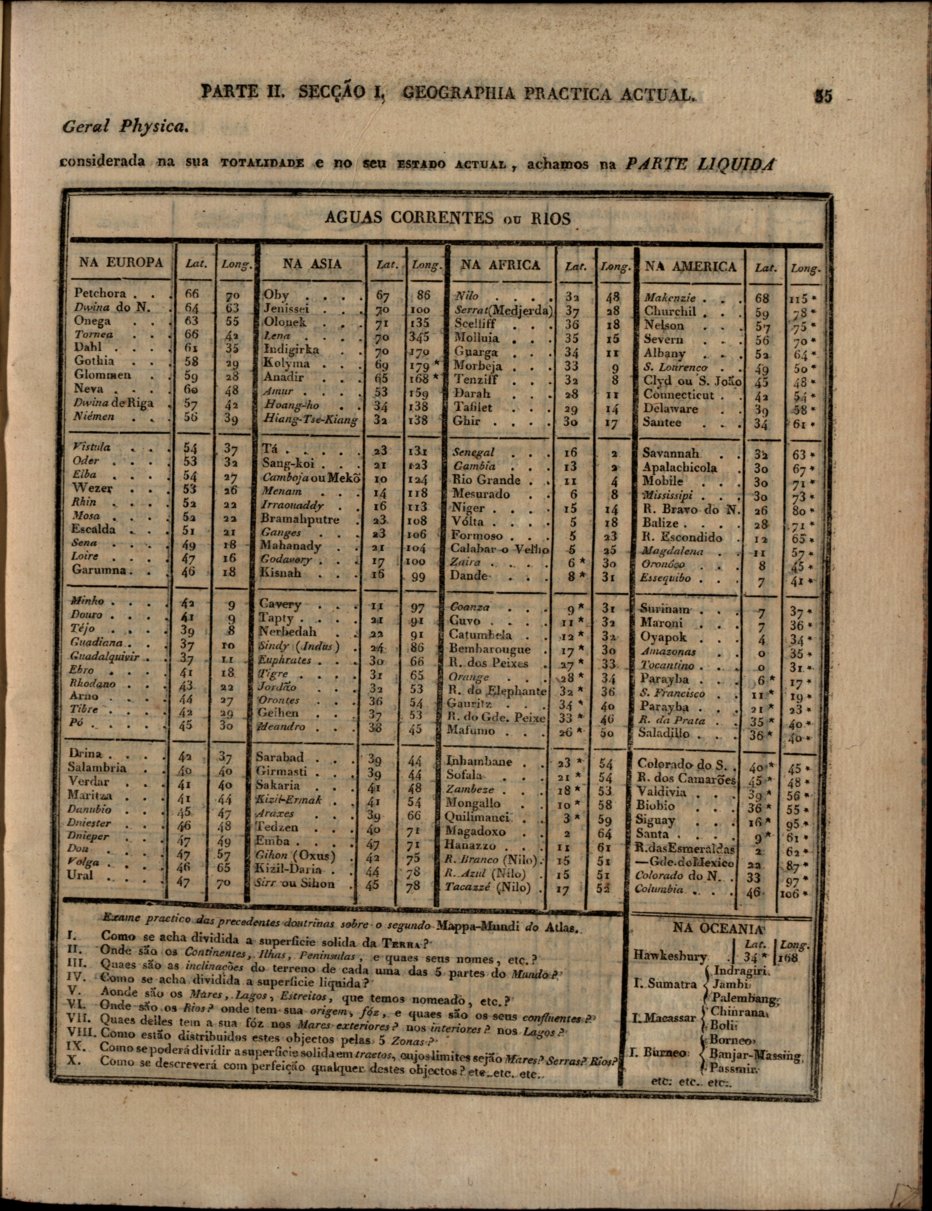 PARTE II. SECÇÃO I, GEOGRAPHIA PRACTICA ACTUAL. 35
Geral Physica.
considerada na sua TOTALIDADE e no seu ESTADO ACTUAL, achamos na PARTE LIQUIDA
AGUAS CORRENTES OU RIOS
NA EUROPA Lat. Long. NA ASIA Lat. Long. NA AFRICA Lat. Long. NA AMERICA Lat. Long.
Petchora . . . 66 70 Oby . . . . 67 86 Nilo . . . . 32 48 Makenzie . . . 68 115*
Dwina do N. . 64 63 Jenissei . . . 70 100 Serrat (Medjerda) 37 28 Churchil . . . 59 78*
Onega . . . 63 55 Olonek . . . 71 135 Scelliff . . . 36 18 Nelson . . . 57 75*
Tornea . . . 66 42 Lena . . . . 70 345 Molluia . . . 35 15 Severn . . . 56 70*
Dahl . . . . 61 35 Indigirka . . 70 170 Guarga . . . 34 11 Albany . . . 52 64*
Gothia . . . 58 29 Kolyma . . . 69 179* Morbeja . . . 33 9 S. Lourenco . . 49 50*
Glommen . . 59 28 Anadir . . . 65 168* Tenziff . . . 32 8 Clyd ou S. João 45 48*
Neva . . . . 60 48 Amur . . . . 53 159 Darah . . . 28 11 Connecticut . . 42 54*
Dwina de Riga . 57 42 Hoang-ho . . 34 138 Tafilet . . . 29 14 Delaware . . . 39 58*
Niémen . . . 56 39 Hiang-Tse-Kiang 32 138 Ghir . . . . 30 17 Santee . . . 34 61*
Vistula . . . 54 37 Tá . . . . . 23 131 Senegal . . . 16 2 Savannah . . . 32 63*
Oder . . . . 53 32 Sang-koi . . . 21 123 Gambia . . . 13 2 Apalachicola . . 30 67*
Elba . . . . 54 27 Camboja ou Mekõ 10 124 Rio Grande . . 11 4 Mobile . . . 30 71*
Wezer . . . 53 26 Menam . . . 14 118 Mesurado . . 6 8 Mississipi . . . 30 73*
Rhin . . . . 52 22 Irraouaddy . . 16 113 Niger . . . . 15 14 R. Bravo do N. 26 80*
Mosa . . . . 52 22 Bramahputre . 23 108 Vólta . . . . 5 18 Balize . . . . 28 71*
Escalda . . . 51 21 Ganges . . . 23 106 Formoso . . . 5 23 R. Escondido . 12 65*
Sena . . . . 49 18 Mahanady . . 21 104 Calabar o Velho 5 25 Magdalena . . 11 57*
Loire . . . 47 16 Godavery . . . 17 100 Zaira . . . . 6* 30 Oronóco . . . 8 45*
Garumna . . 46 18 Kisnah . . . 16 99 Dande . . . 8* 31 Essequibo . . . 7 41*
Minho . . . . 42 9 Cavery . . . 11 97 Coanza . . . 9* 31 Surinam . . . 7 37*
Douro . . . . 41 9 Tapty . . . . 21 91 Guvo . . . . 11* 32 Maroni . . . 7 36*
Téjo . . . . 39 8 Nerbedah . . 22 91 Catumbela . . 12* 32 Oyapok . . . 4 34*
Guadiana . . . 37 10 Sindy (Indus) . 24 86 Bembarougue 17* 30 Amazonas . . 0 35*
Guadalquivir . . 37 11 Euphrates . . . 30 66 R. dos Peixes . 27* 33 Tocantino . . . 0 31*
Ebro . . . . 41 18 Tigre . . . . 31 65 Orange . . . 28* 34 Parayba . . . 6* 17*
Rhodano . . . 43 22 Jordão . . . 32 53 R. do Elephante 32* 36 S. Francisco . . 11* 19*
Arno . . . . 44 27 Orontes . . . 36 54 Gauritz . . . 34* 40 Parayba . . . 21* 23*
Tibre . . . . 42 29 Geihen . . . 37 53 R. do Gde. Peixe 33* 46 R. da Prata . . 35* 40*
Pó . . . . . 45 30 Meandro . . . 38 45 Mafumo . . . 26* 50 Saladillo . . . 36* 40*
Drina . . . . 42 37 Sarabad . . . 39 44 Inhambane . . 23* 54 Colorado do S. . 40* 45*
Salambria . . 40 40 Girmasti . . . 39 44 Sofala . . . . 21* 54 R. dos Camarões 45* 48*
Verdar . . . 41 40 Sakaria . . . 41 48 Zambeze . . . 18* 53 Valdivia . . . 39* 56*
Maritza . . . 41 44 Kizil-Ermak . . 41 54 Mongallo . . 10* 58 Biobio . . . 36* 55*
Danubio . . . 45 47 Araxes . . . 39 66 Quilimanci . . 3* 59 Siguay . . . 16* 95*
Dniester . . . 46 48 Tedzen . . . 40 71 Magadoxo . . 2 64 Santa . . . . 9* 61*
Dnieper . . . 47 49 Emba . . . . 47 71 Hanazzo . . . 11 61 R. das Esmeraldas 2 62*
Don . . . . 47 57 Gihon (Oxus) . 42 75 R. Branco (Nilo) . 15 51 —Gde. do Mexico 22 87*
Volga . . . . 46 65 Kizil-Daria . . 44 78 R. Azul (Nilo) . 15 51 Colorado do N. . 33 97*
Ural . . . . 47 70 Sirr ou Sihon . 45 78 Tacazzé (Nilo) . 17 52 Columbia . . . 46 106*
Exame practico das precedentes doutrinas sobre o segundo Mappa-Mundi do Atlas.
I. Como se acha dividida a superficie solida da TERRA?
II. Onde são os Continentes, Ilhas, Peninsulas, e quaes seus nomes, etc.?
III. Quaes são as inclinacões do terreno de cada uma das 5 partes do Mundo?
IV. Como se acha dividida a superficie liquida?
V. Aonde são os Mares, Lagos, Estreitos, que temos nomeado, etc.?
VI. Onde são os Rios? onde tem sua origem, fóz, e quaes são os seus confluentes?
VII. Quaes delles tem a sua fóz nos Mares exteriores? nos interiores? nos Lagos?
VIII. Como estão distribuidos estes objectos pelas 5 Zonas?
IX. Como se poderá dividir a superficie solida em tractos, cujos limites sejão Mares? Serras? Rios?
X. Como se descreverá com perfeição qualquer destes objectos? etc. etc. etc.
NA OCEANIA
Lat. Long.
Hawkesbury . 34* 168
I. Sumatra { Indragiri.
Jambi.
Palembang.
I. Macassar { Chinrana.
Boli.
I. Burneo { Borneo.
Banjar-Massing.
Passmir.
etc. etc. etc.